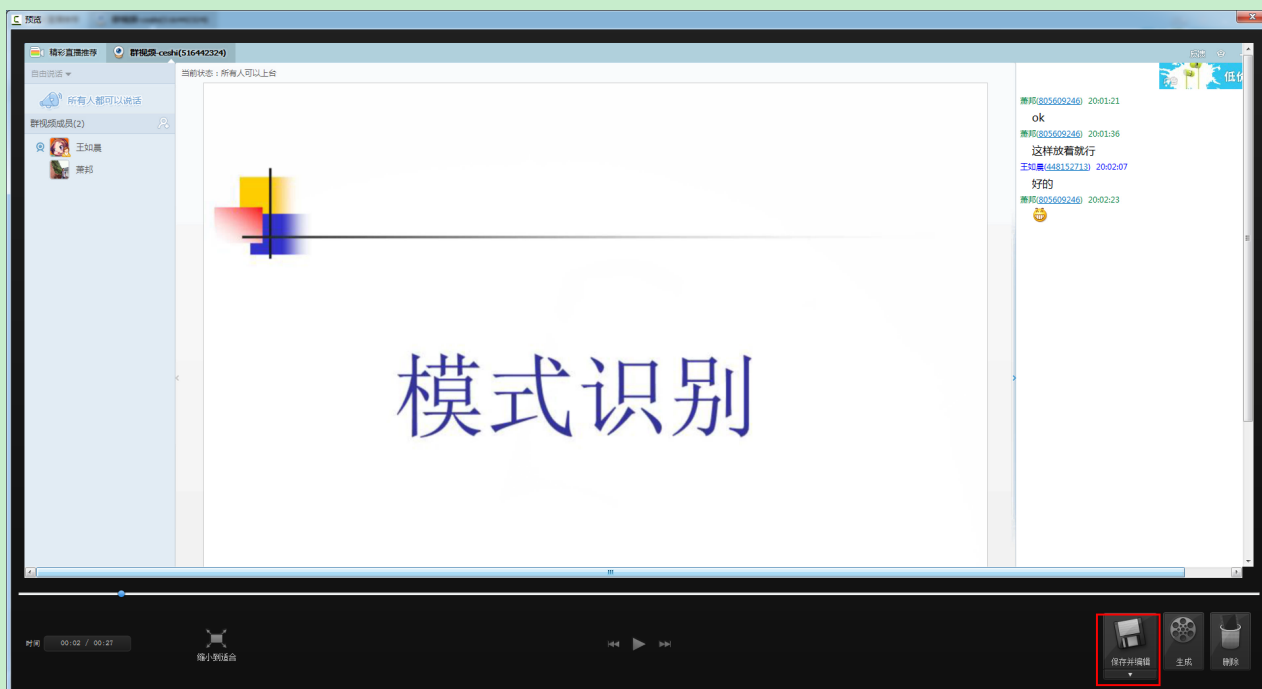 预览
精彩直播推荐
群视频-ceshi(516442324)
自由说话
当前状态：所有人可以上台
所有人都可以说话
群视频成员(2)
王如晨
萧邦
模式识别
低价
萧邦(805609246) 20:01:21
ok
萧邦(805609246) 20:01:36
这样放着就行
王如晨(448152713) 20:02:07
好的
萧邦(805609246) 20:02:23
时间
00:02 / 00:27
缩小到适合
保存并编辑
生成
删除